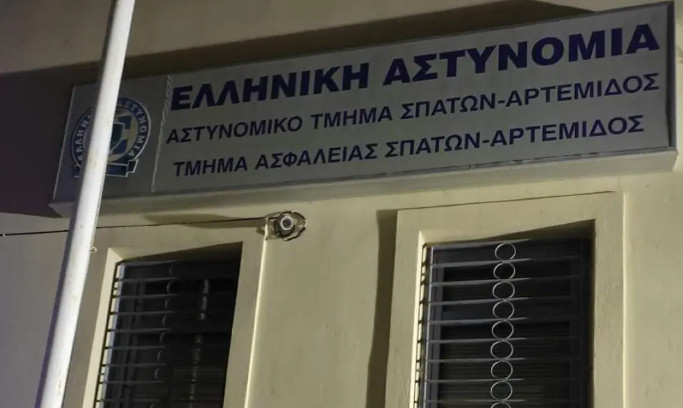 ΕΛΛΗΝΙΚΗ ΑΣΤΥΝΟΜΙΑ
ΑΣΤΥΝΟΜΙΚΟ ΤΜΗΜΑ ΣΠΑΤΩΝ-ΑΡΤΕΜΙΔΟΣ
ΤΜΗΜΑ ΑΣΦΑΛΕΙΑΣ ΣΠΑΤΩΝ-ΑΡΤΕΜΙΔΟΣ